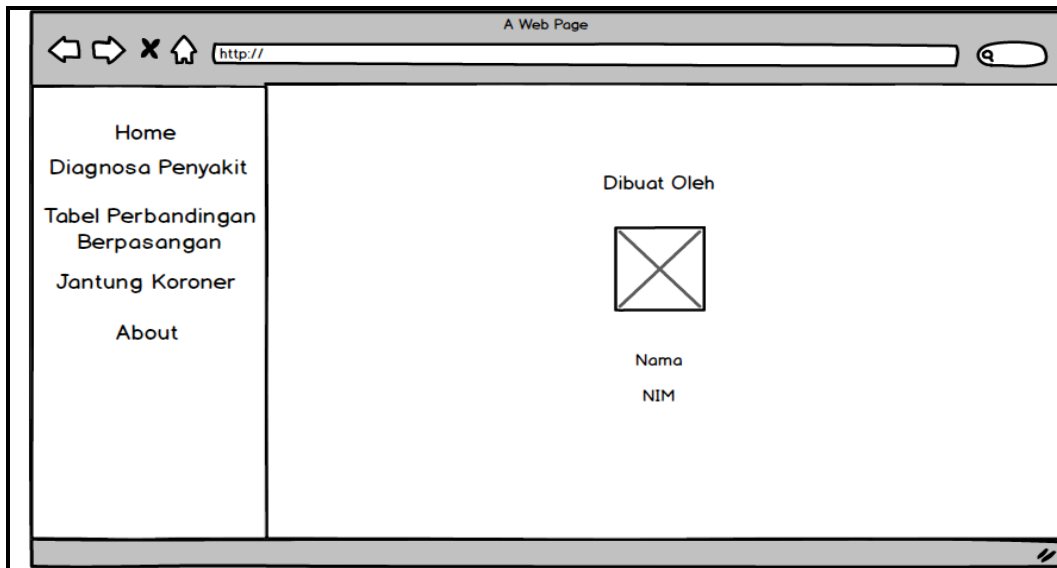 A Web Page
http://
Home
Diagnosa Penyakit
Tabel Perbandingan
Berpasangan
Jantung Koroner
About
Dibuat Oleh
Nama
NIM